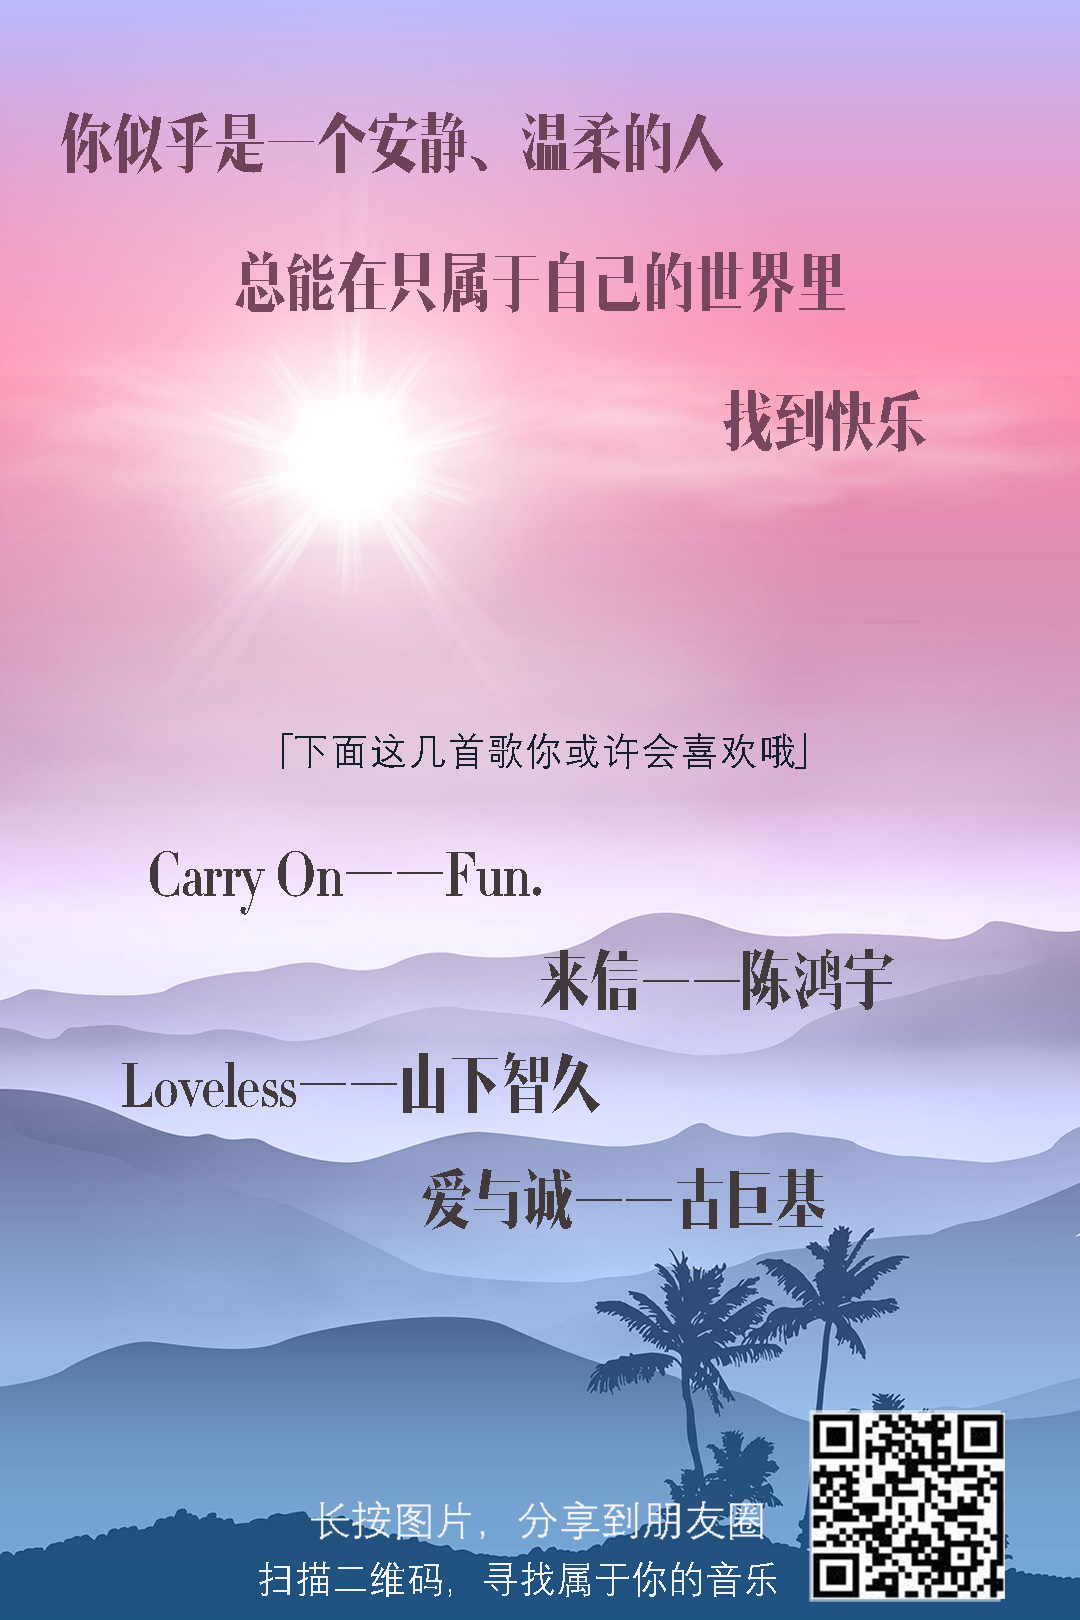 你似乎是一个安静、温柔的人
总能在只属于自己的世界里
找到快乐
「下面这几首歌你或许会喜欢哦」
Carry On——Fun.
来信——陈鸿宇
Loveless——山下智久
爱与诚——古巨基
长按图片，分享到朋友圈
扫描二维码，寻找属于你的音乐